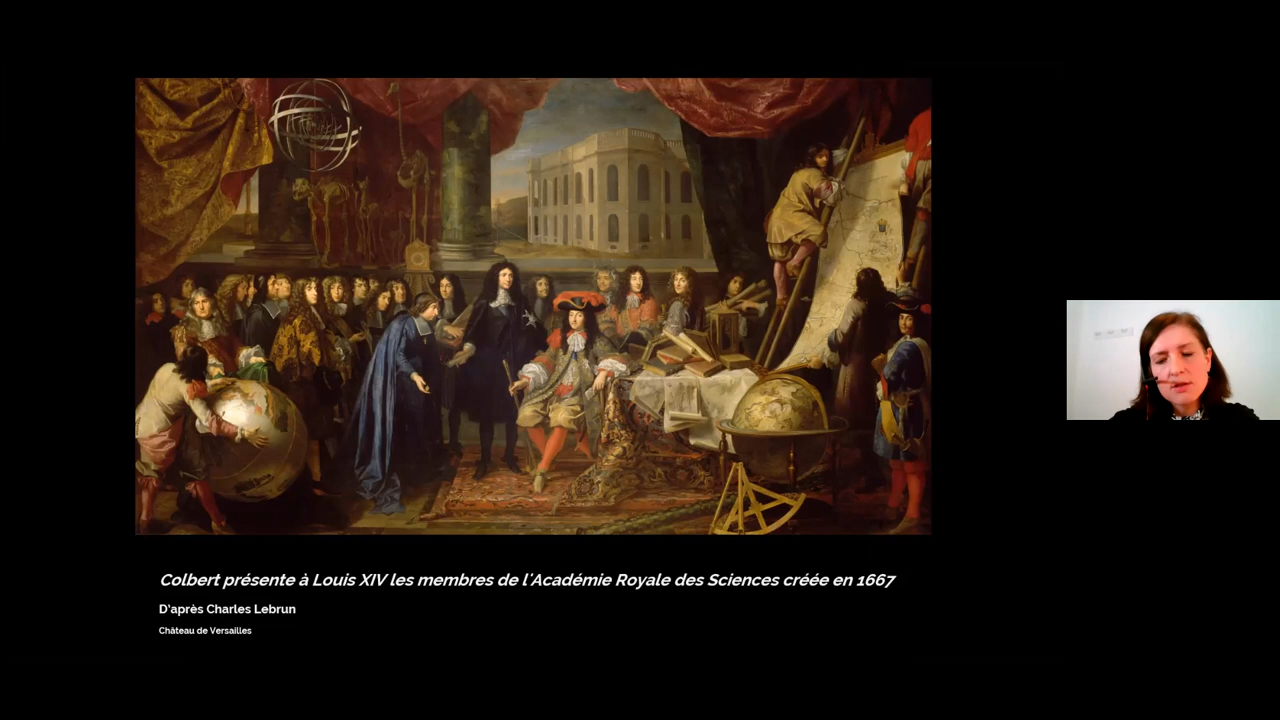 Colbert présente à Louis XIV les membres de l'Académie Royale des Sciences créée en 1667
D'après Charles Lebrun
Château de Versailles